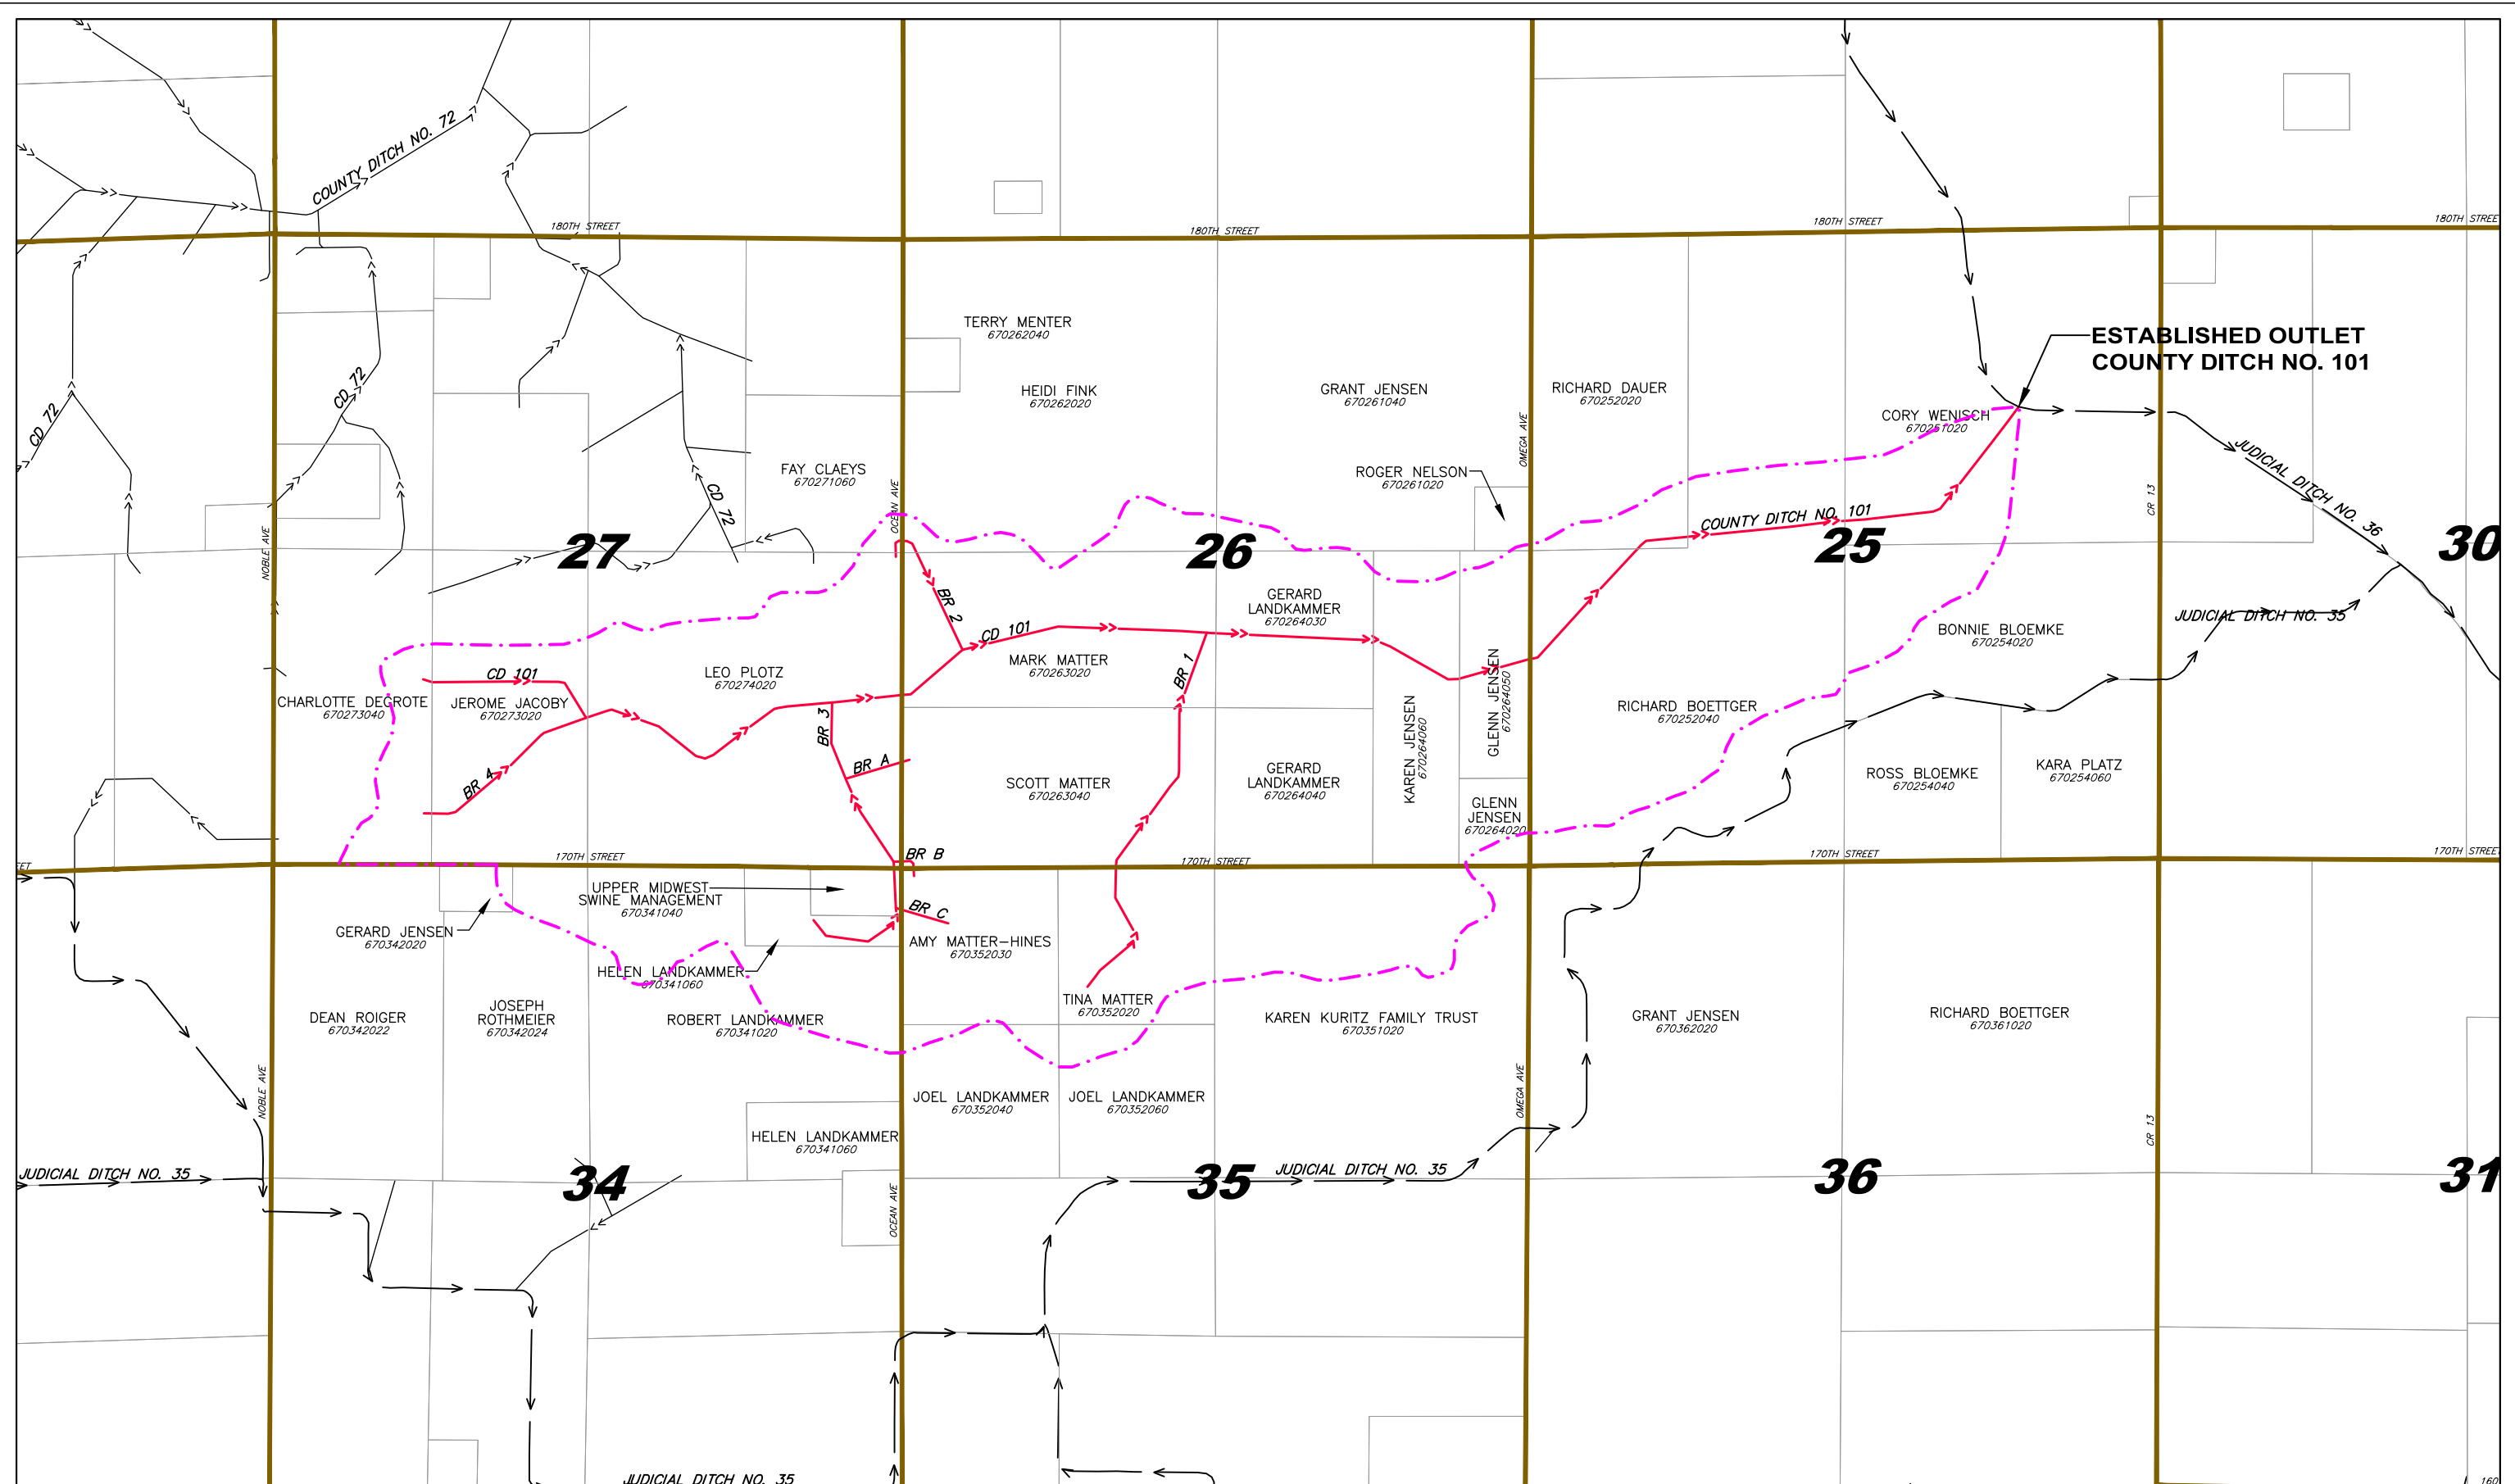 COUNTY DITCH NO. 72
180TH STREET
180TH STREET
180TH STREET
180TH STREE
TERRY MENTER
670262040
HEIDI FINK
670262020
GRANT JENSEN
670261040
RICHARD DAUER
670252020
ESTABLISHED OUTLET
COUNTY DITCH NO. 101
CORY WENISCH
670251020
CD 72
CD 72
CD 72
FAY CLAEYS
670271060
OCEAN AVE
ROGER NELSON
670261020
OMEGA AVE
JUDICIAL DITCH NO. 36
CR 13
NOBLE AVE
27
26
COUNTY DITCH NO. 101
25
30
BR 2
GERARD
LANDKAMMER
670264030
CD 101
JUDICIAL DITCH NO. 35
BONNIE BLOEMKE
670254020
CD 101
CHARLOTTE DEGROTE
670273040
JEROME JACOBY
670273020
LEO PLOTZ
670274020
MARK MATTER
670263020
BR 1
GLENN JENSEN
670264050
KAREN JENSEN
670264060
RICHARD BOETTGER
670252040
BR 3
BR A
BR 4
SCOTT MATTER
670263040
GERARD
LANDKAMMER
670264040
GLENN
JENSEN
670264020
ROSS BLOEMKE
670254040
KARA PLATZ
670254060
BR B
ET
170TH STREET
170TH STREET
170TH STREET
170TH STREET
UPPER MIDWEST
SWINE MANAGEMENT
670341040
BR C
GERARD JENSEN
670342020
AMY MATTER-HINES
670352030
HELEN LANDKAMMER
670341060
TINA MATTER
670352020
DEAN ROIGER
670342022
JOSEPH
ROTHMEIER
670342024
ROBERT LANDKAMMER
670341020
KAREN KURITZ FAMILY TRUST
670351020
GRANT JENSEN
670362020
RICHARD BOETTGER
670361020
NOBLE AVE
OMEGA AVE
CR 13
JOEL LANDKAMMER
670352040
JOEL LANDKAMMER
670352060
HELEN LANDKAMMER
670341060
JUDICIAL DITCH NO. 35
34
OCEAN AVE
35
JUDICIAL DITCH NO. 35
36
31
JUDICIAL DITCH NO. 35
160